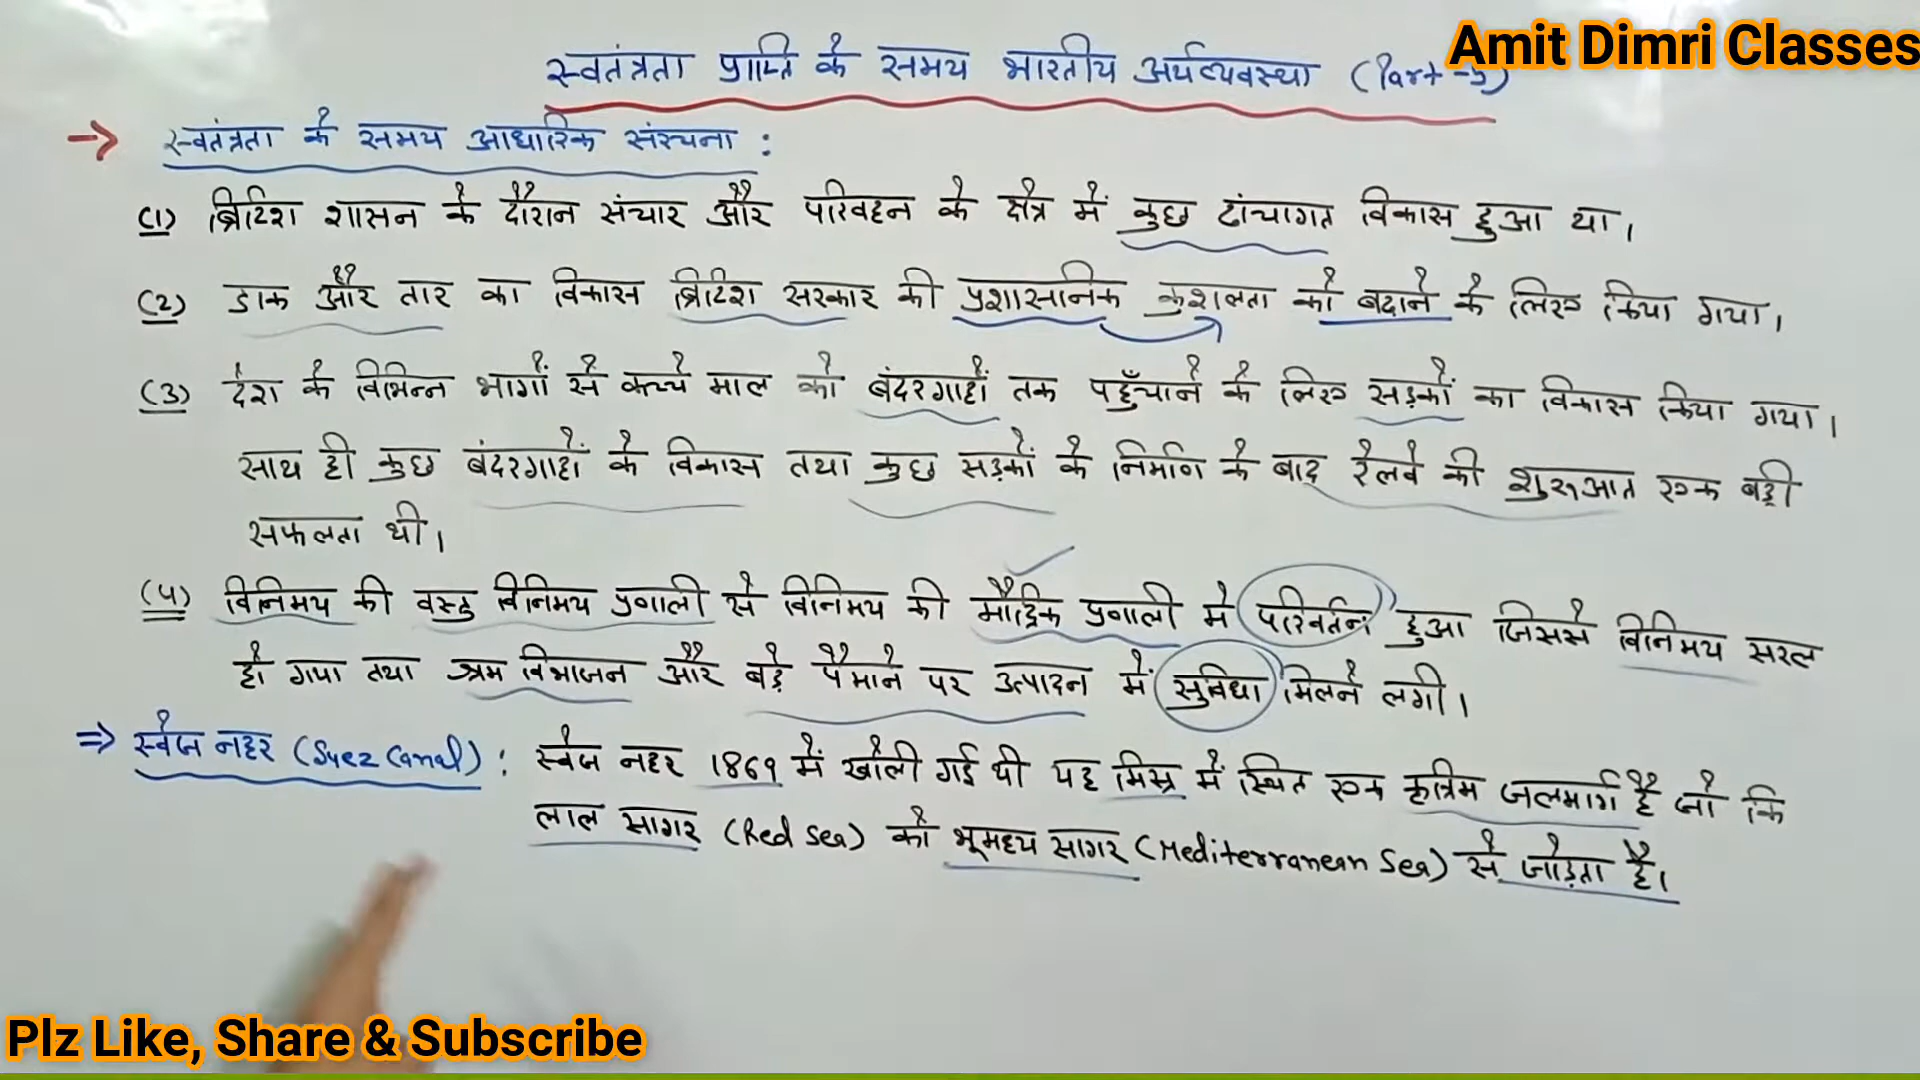 Amit Dimri Classes
स्वतंत्रता प्राप्ति के समय भारतीय अर्थव्यवस्था (Part-5)
→ स्वतंत्रता के समय आधारिक संरचना :
(1) ब्रिटिश शासन के दौरान संचार और परिवहन के क्षेत्र में कुछ ढांचागत विकास हुआ था।
(2) डाक और तार का विकास ब्रिटिश सरकार की प्रशासनिक कुशलता को बढ़ाने के लिए किया गया।
(3) देश के विभिन्न भागों से कच्चे माल को बंदरगाहों तक पहुँचाने के लिए सड़कों का विकास किया गया।
साथ ही कुछ बंदरगाहों के विकास तथा कुछ सड़कों के निर्माण के बाद रेलवे की शुरूआत एक बड़ी
सफलता थी।
(4) विनिमय की वस्तु विनिमय प्रणाली से विनिमय की मौद्रिक प्रणाली में परिवर्तन हुआ जिससे विनिमय सरल
हो गया तथा श्रम विभाजन और बड़े पैमाने पर उत्पादन में सुविधा मिलने लगी।
⇒ स्वेज नहर (Suez Canal) : स्वेज नहर 1869 में खोली गई थी यह मिस्र में स्थित एक कृत्रिम जलमार्ग है जो कि
लाल सागर (Red Sea) को भूमध्य सागर (Mediterranean Sea) से जोड़ता है।
Plz Like, Share & Subscribe